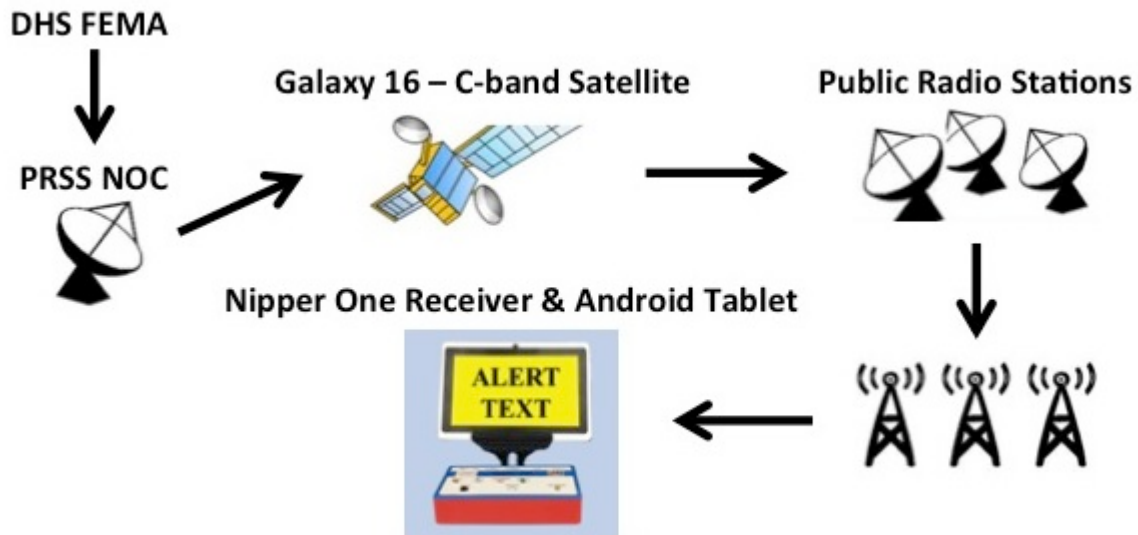 DHS FEMA
Galaxy 16 – C-band Satellite
Public Radio Stations
PRSS NOC
Nipper One Receiver & Android Tablet
ALERT
TEXT